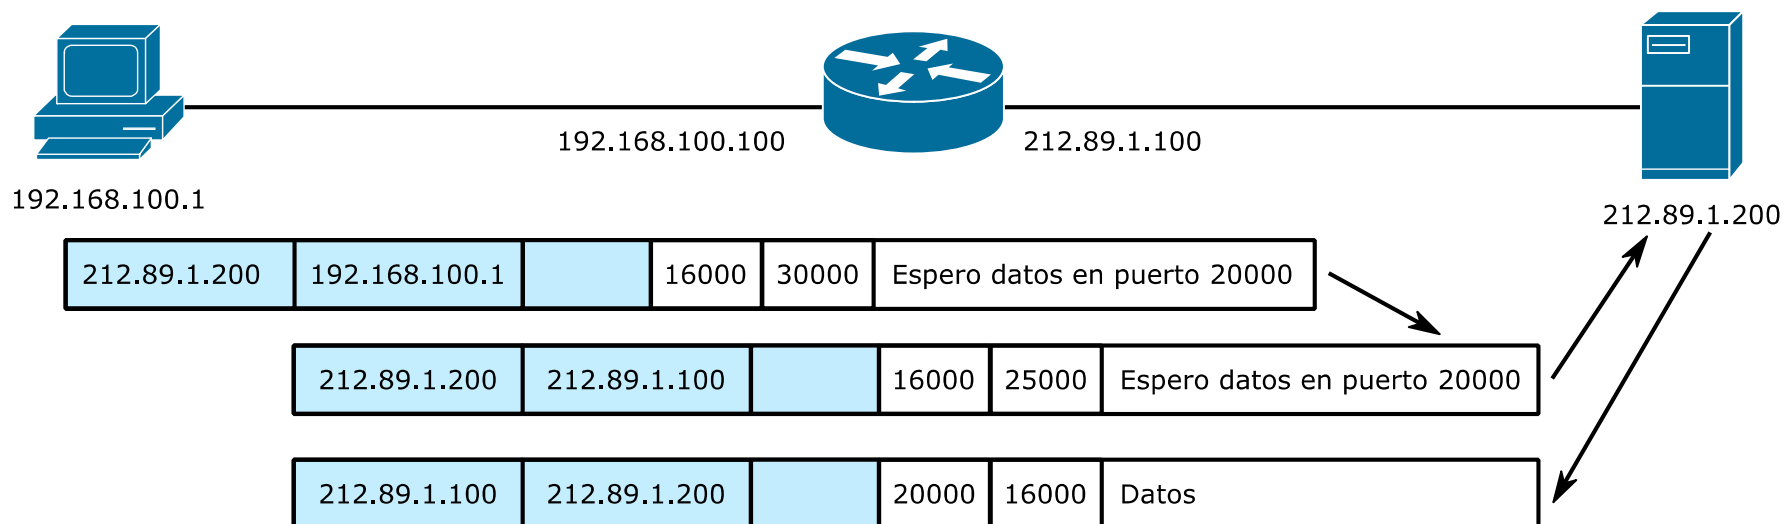 192.168.100.100
212.89.1.100
192.168.100.1
212.89.1.200
212.89.1.200 192.168.100.1 16000 30000 Espero datos en puerto 20000
212.89.1.200 212.89.1.100 16000 25000 Espero datos en puerto 20000
212.89.1.100 212.89.1.200 20000 16000 Datos